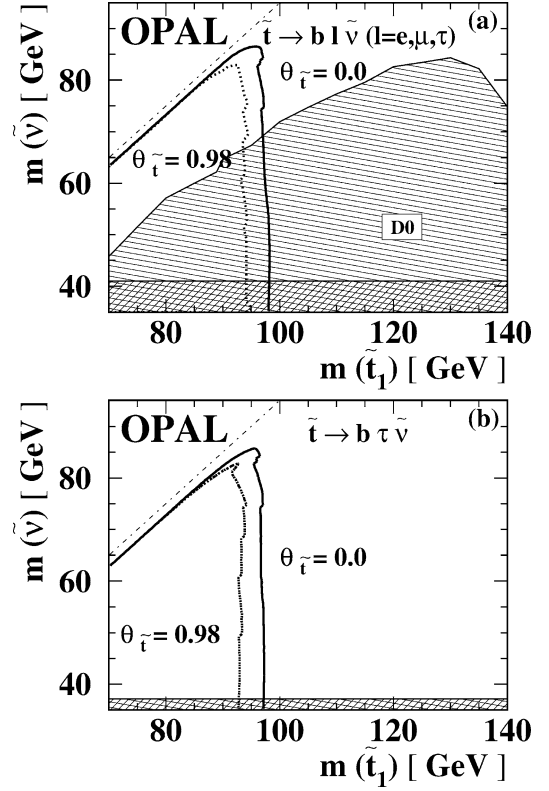 OPAL
t̃ → b l ν̃ (l=e,μ,τ)
(a)
θ t̃ = 0.0
θ t̃ = 0.98
D0
m (ν̃) [ GeV ]
80
60
40
80 100 120 140
m (t̃₁) [ GeV ]
OPAL
t̃ → b τ ν̃
(b)
θ t̃ = 0.0
θ t̃ = 0.98
m (ν̃) [ GeV ]
80
60
40
80 100 120 140
m (t̃₁) [ GeV ]